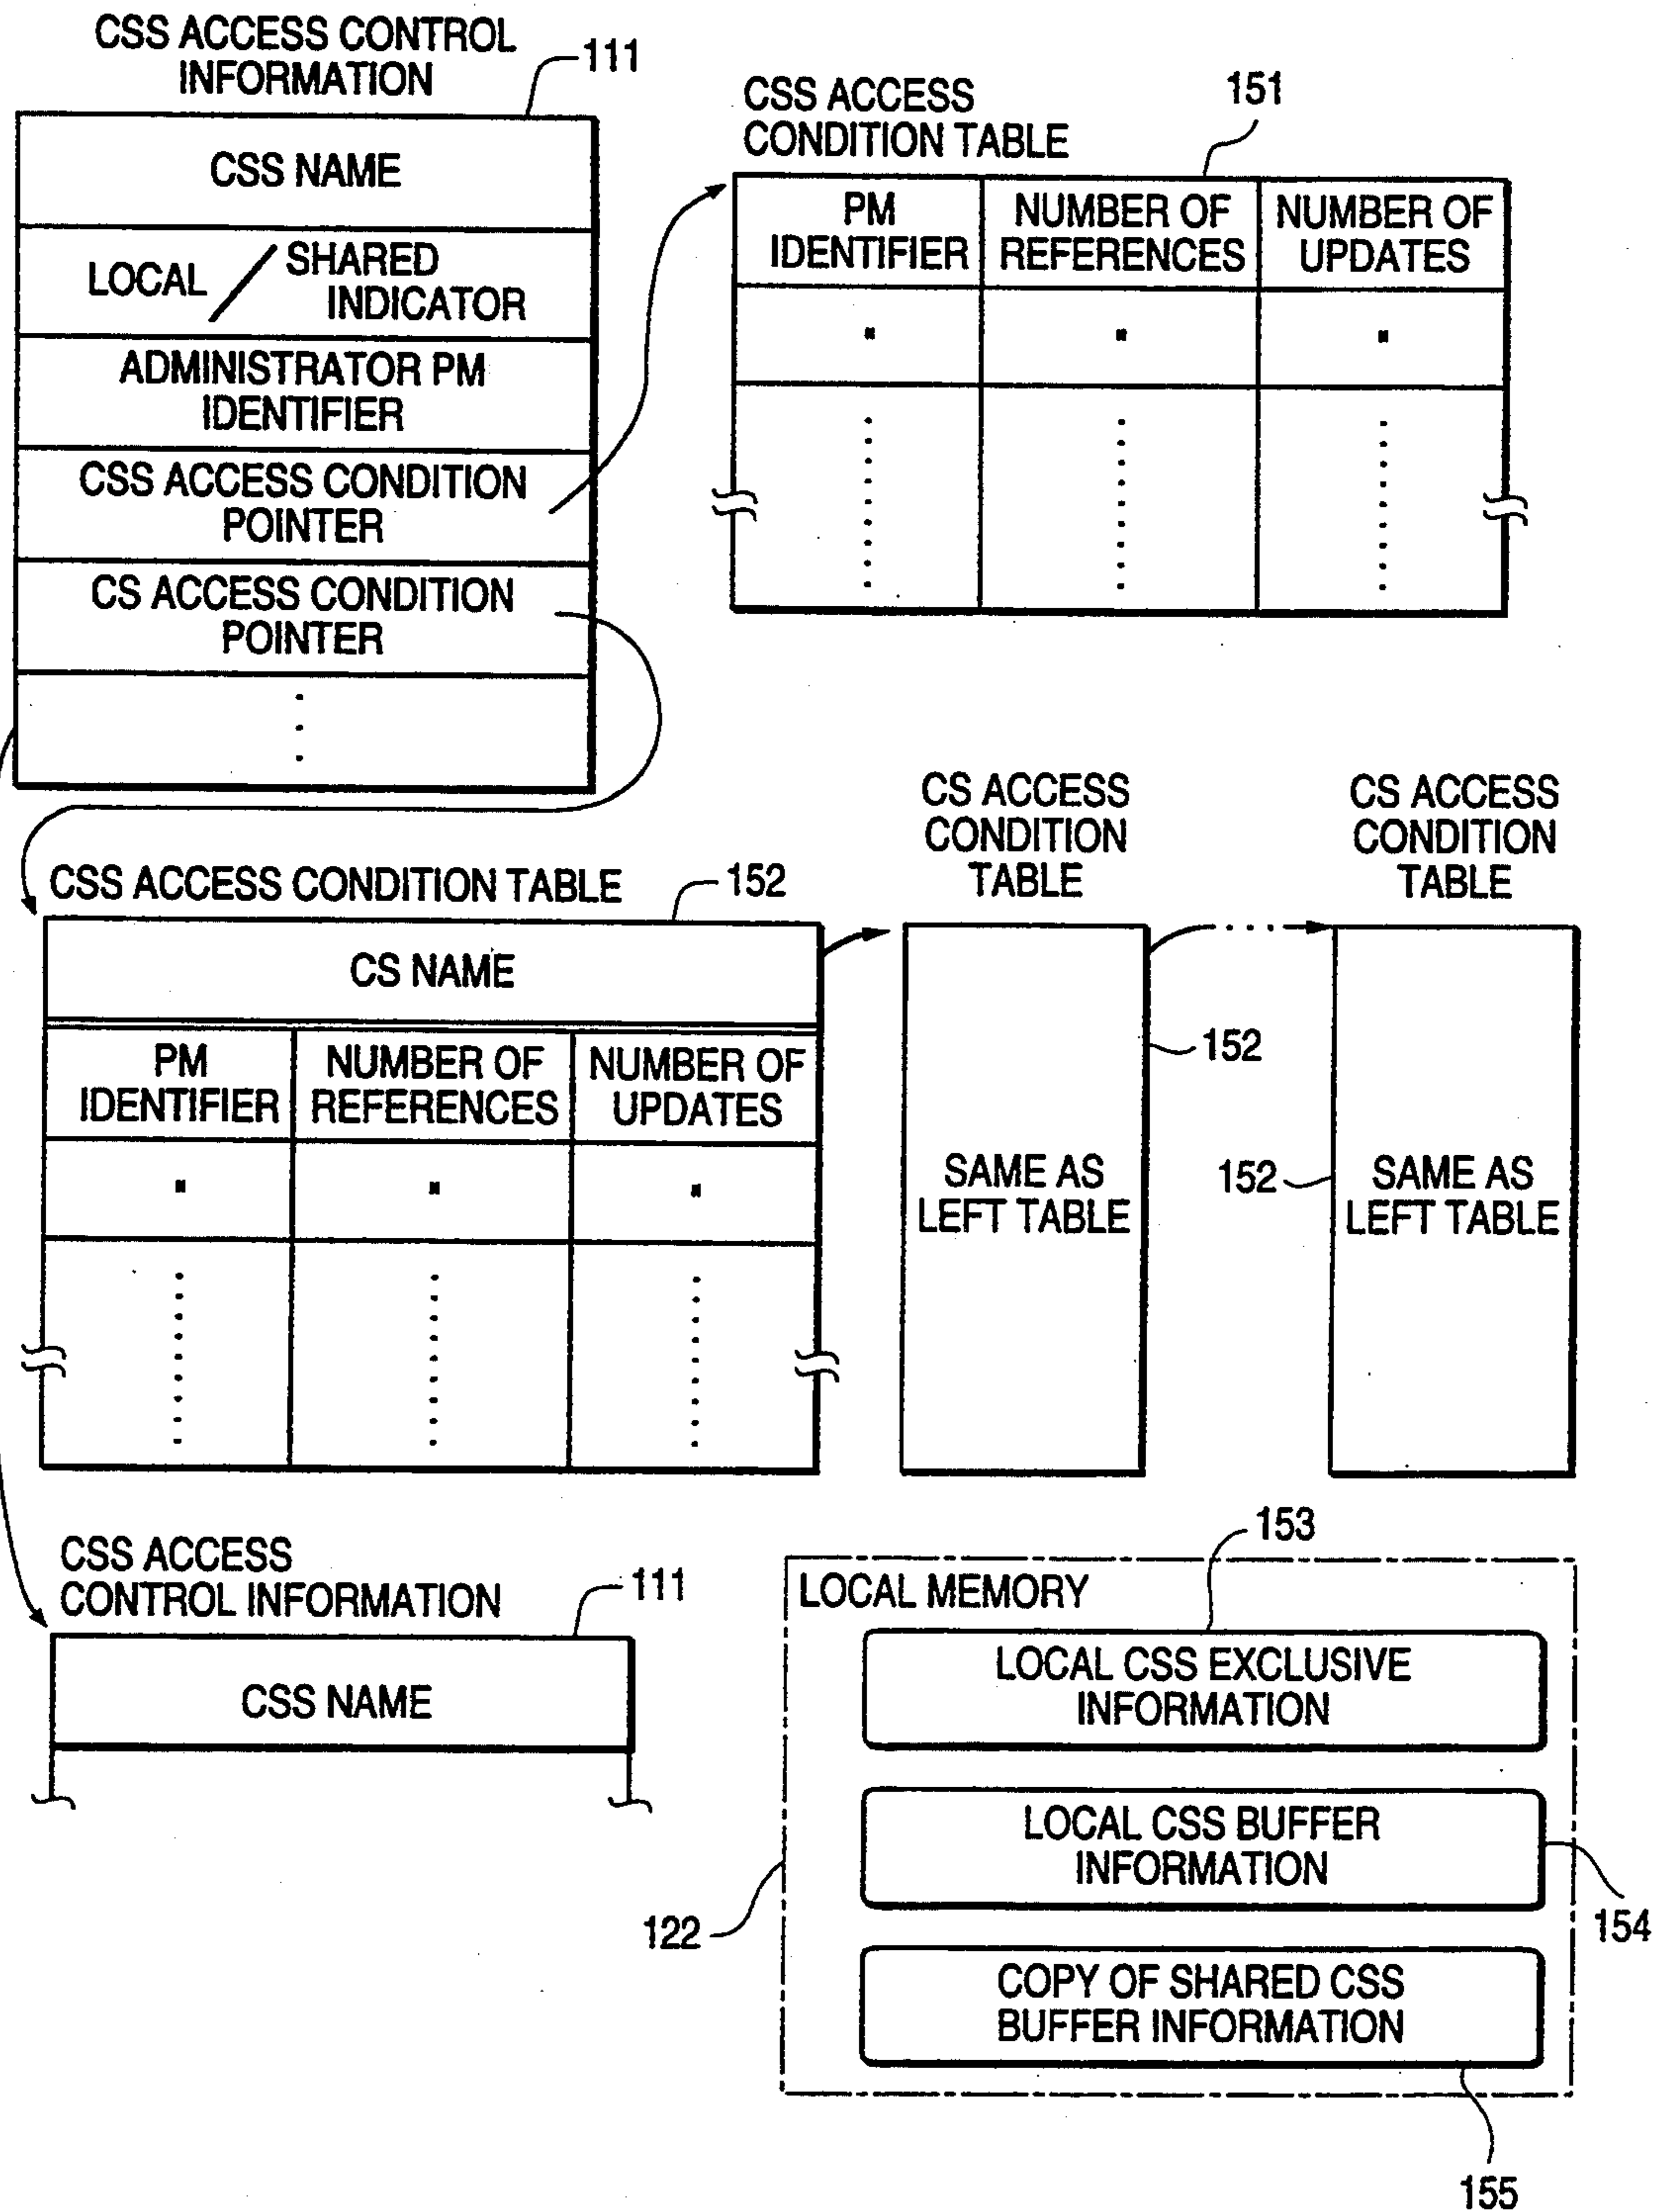 CSS ACCESS CONTROL
INFORMATION
111
CSS NAME
LOCAL / SHARED
INDICATOR
ADMINISTRATOR PM
IDENTIFIER
CSS ACCESS CONDITION
POINTER
CS ACCESS CONDITION
POINTER
CSS ACCESS
CONDITION TABLE
151
PM
IDENTIFIER
NUMBER OF
REFERENCES
NUMBER OF
UPDATES
CSS ACCESS CONDITION TABLE
152
CS NAME
PM
IDENTIFIER
NUMBER OF
REFERENCES
NUMBER OF
UPDATES
CS ACCESS
CONDITION
TABLE
152
SAME AS
LEFT TABLE
CS ACCESS
CONDITION
TABLE
152
SAME AS
LEFT TABLE
CSS ACCESS
CONTROL INFORMATION
111
CSS NAME
153
LOCAL MEMORY
LOCAL CSS EXCLUSIVE
INFORMATION
LOCAL CSS BUFFER
INFORMATION
122
154
COPY OF SHARED CSS
BUFFER INFORMATION
155